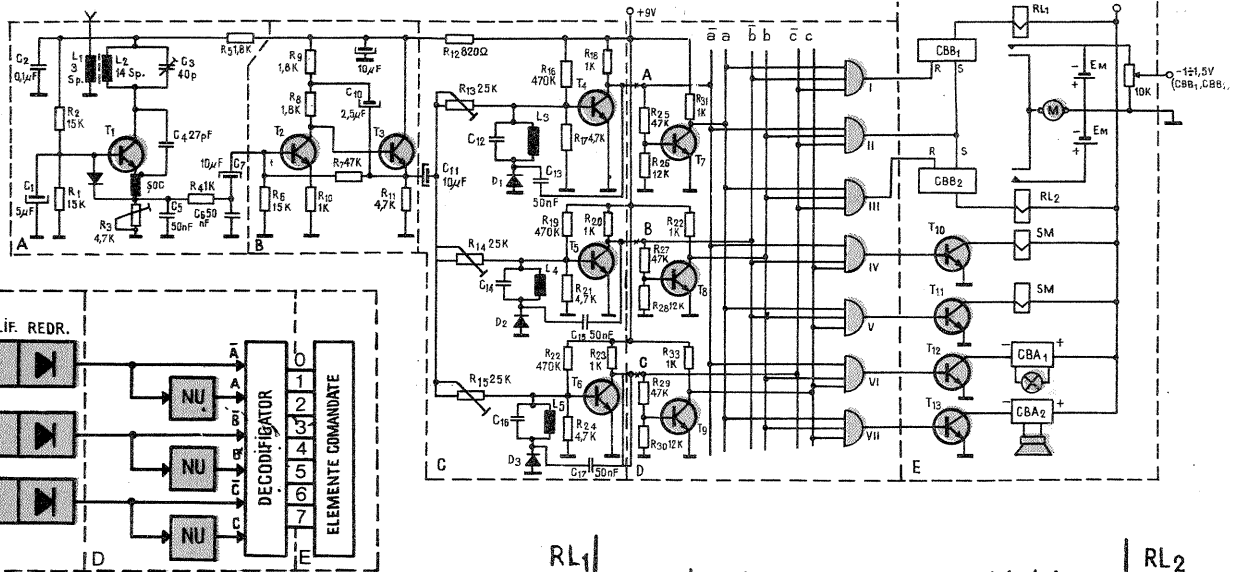 +9V
C2
0,1µF
L1
3 Sp.
L2
14 Sp.
C3
40p
R5 1,8K
R2
15K
T1
C4 27pF
C1
5µF
R1
15K
SOC
R3
4,7K
C5
50nF
R4 1K
C6 50
nF
10µF
C7
A
R9
1,8K
R8
1,8K
C10
2,5µF
10µF
T2
T3
R7 47K
R6
15K
R10
1K
R11
4,7K
B
R12 820Ω
C11
10µF
R13 25K
C12
L3
D1
C13
50nF
R16
470K
R18
1K
T4
R17 4,7K
R14 25K
C14
L4
D2
C15 50nF
R19
470K
R20
1K
T5
R21
4,7K
R15 25K
C16
L5
D3
C17 50nF
R22
470K
R23
1K
T6
R24
4,7K
C
A
R25
47K
R26
12K
R31
1K
T7
B
R27
47K
R28 12K
R22
1K
T8
C
R29
47K
R30 12K
R33
1K
T9
D
a̅ a b̅ b c̅ c
I
II
III
IV
V
VI
VII
CBB1
R S
R S
CBB2
RL1
RL2
EM
EM
M
10K
-1÷1,5V
(CBB1, CBB2
T10
SM
T11
SM
T12
- CBA1 +
T13
- CBA2 +
E
LIF. REDR.
NU
NU
NU
A̅
A
B̅
B
C̅
C
DECODIFICATOR
0
1
2
3
4
5
6
7
ELEMENTE COMANDATE
D
E
RL1
RL2